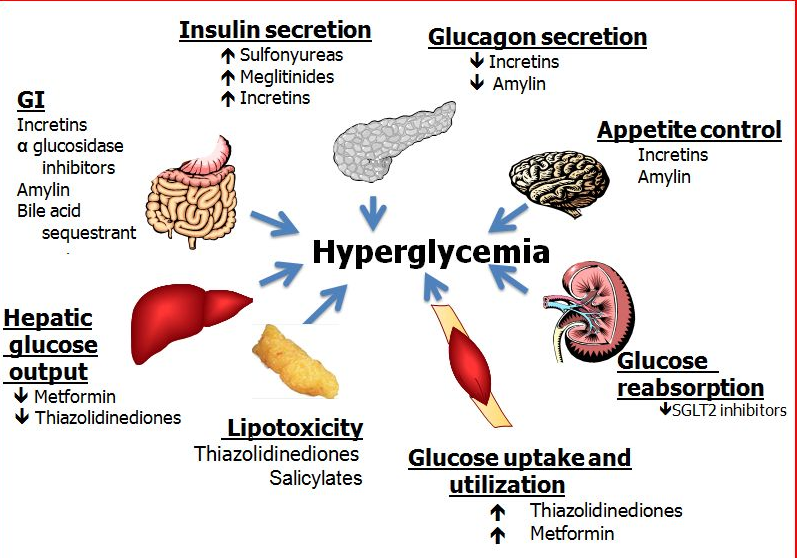 Insulin secretion
↑ Sulfonyureas
↑ Meglitinides
↑ Incretins
Glucagon secretion
↓ Incretins
↓ Amylin
GI
Incretins
α glucosidase
inhibitors
Amylin
Bile acid
sequestrant
Appetite control
Incretins
Amylin
Hyperglycemia
Hepatic
glucose
output
↓ Metformin
↓ Thiazolidinediones
Lipotoxicity
Thiazolidinediones
Salicylates
Glucose uptake and
utilization
↑ Thiazolidinediones
↑ Metformin
Glucose
reabsorption
↓SGLT2 inhibitors